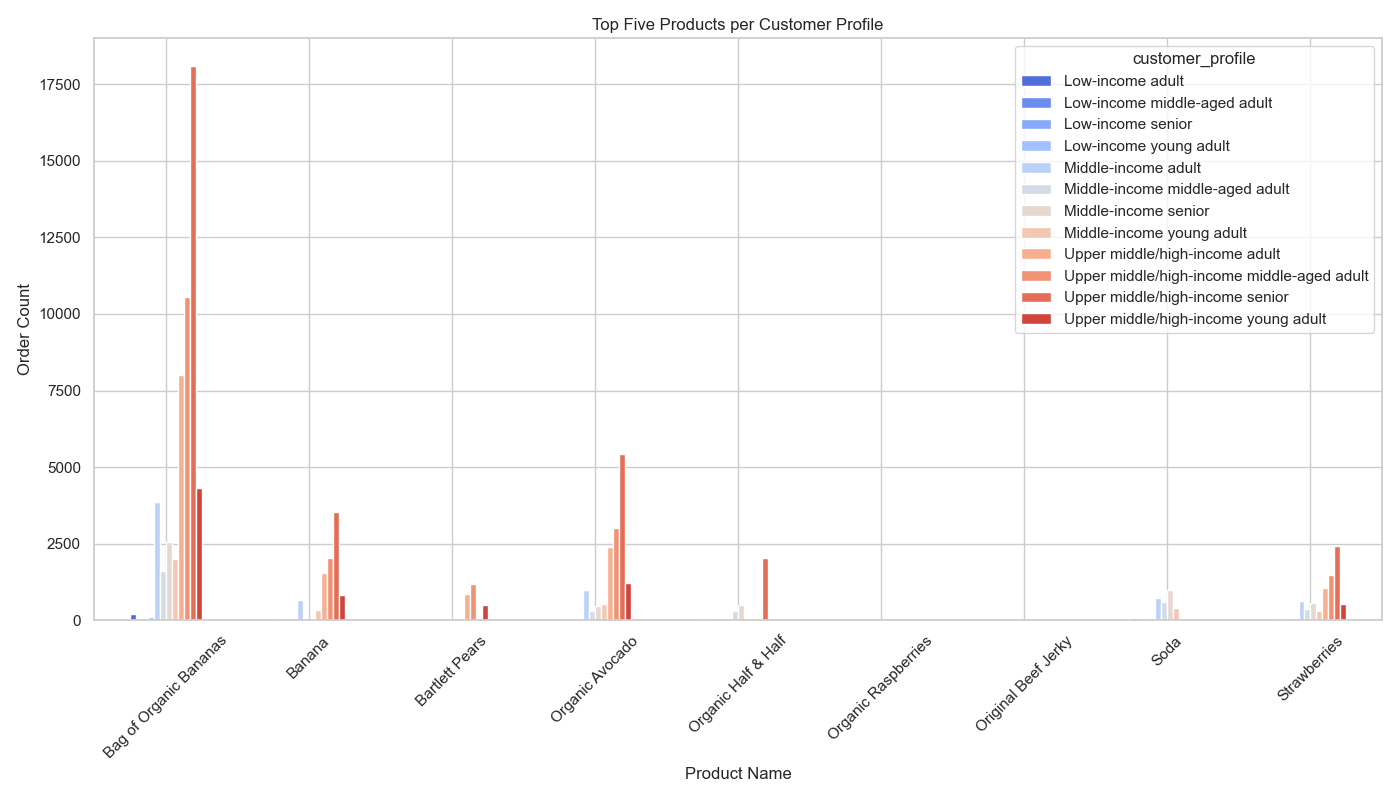 Top Five Products per Customer Profile
customer_profile
Low-income adult
Low-income middle-aged adult
Low-income senior
Low-income young adult
Middle-income adult
Middle-income middle-aged adult
Middle-income senior
Middle-income young adult
Upper middle/high-income adult
Upper middle/high-income middle-aged adult
Upper middle/high-income senior
Upper middle/high-income young adult
Order Count
17500
15000
12500
10000
7500
5000
2500
0
Bag of Organic Bananas
Banana
Bartlett Pears
Organic Avocado
Organic Half & Half
Organic Raspberries
Original Beef Jerky
Soda
Strawberries
Product Name